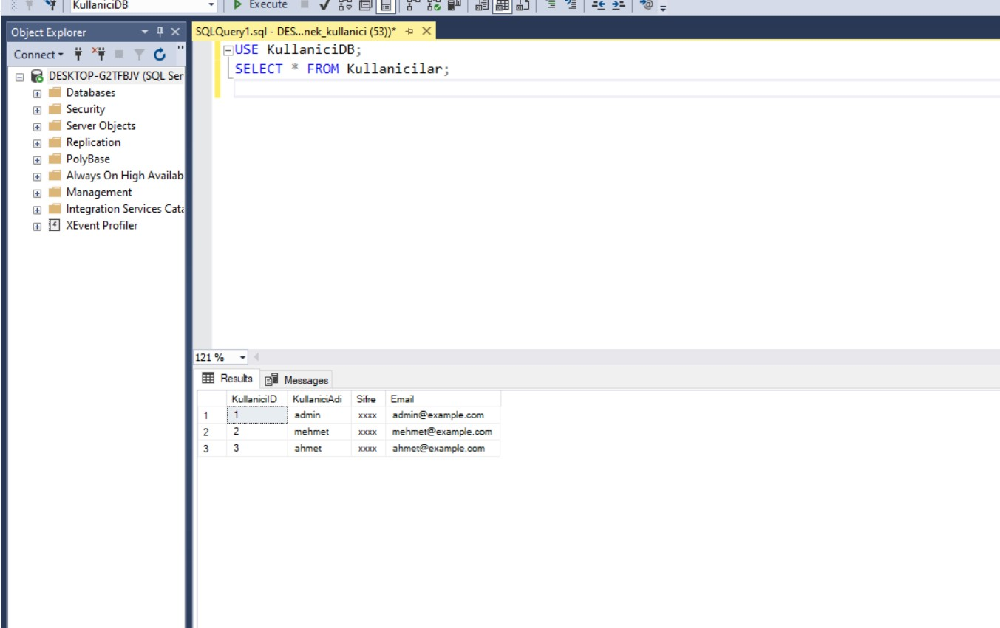 KullaniciDB
Execute
Object Explorer
SQLQuery1.sql - DES...nek_kullanici (53))*
Connect
DESKTOP-G2TFBJV (SQL Ser
Databases
Security
Server Objects
Replication
PolyBase
Always On High Availab
Management
Integration Services Cata
XEvent Profiler
USE KullaniciDB;
SELECT * FROM Kullanicilar;
121 %
Results Messages
KullaniciID KullaniciAdi Sifre Email
1 1 admin xxxx admin@example.com
2 2 mehmet xxxx mehmet@example.com
3 3 ahmet xxxx ahmet@example.com